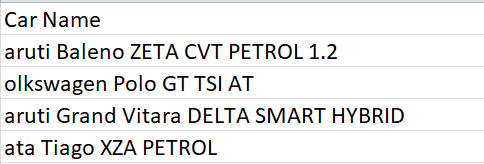 Car Name
aruti Baleno ZETA CVT PETROL 1.2
olkswagen Polo GT TSI AT
aruti Grand Vitara DELTA SMART HYBRID
ata Tiago XZA PETROL